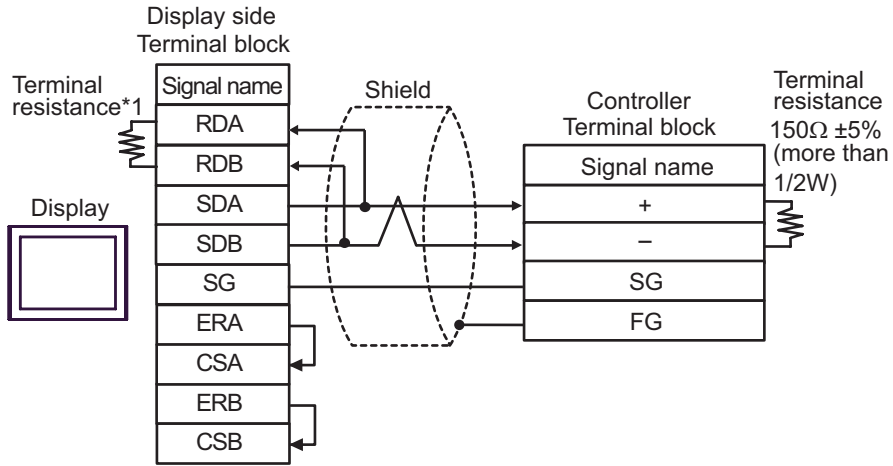 Display side
Terminal block
Terminal
resistance*1
Signal name
RDA
RDB
SDA
SDB
SG
ERA
CSA
ERB
CSB
Display
Shield
Controller
Terminal block
Signal name
+
−
SG
FG
Terminal
resistance
150Ω ±5%
(more than
1/2W)